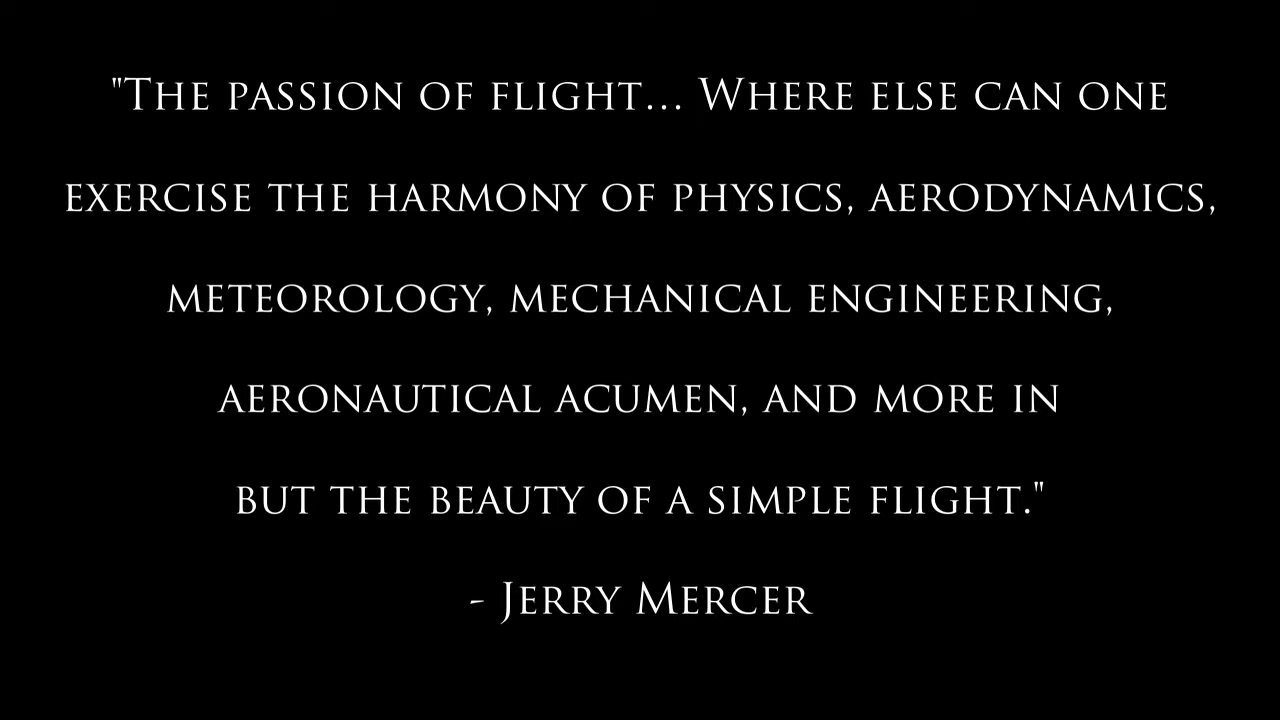 "The passion of flight... Where else can one
exercise the harmony of physics, aerodynamics,
meteorology, mechanical engineering,
aeronautical acumen, and more in
but the beauty of a simple flight."
- Jerry Mercer